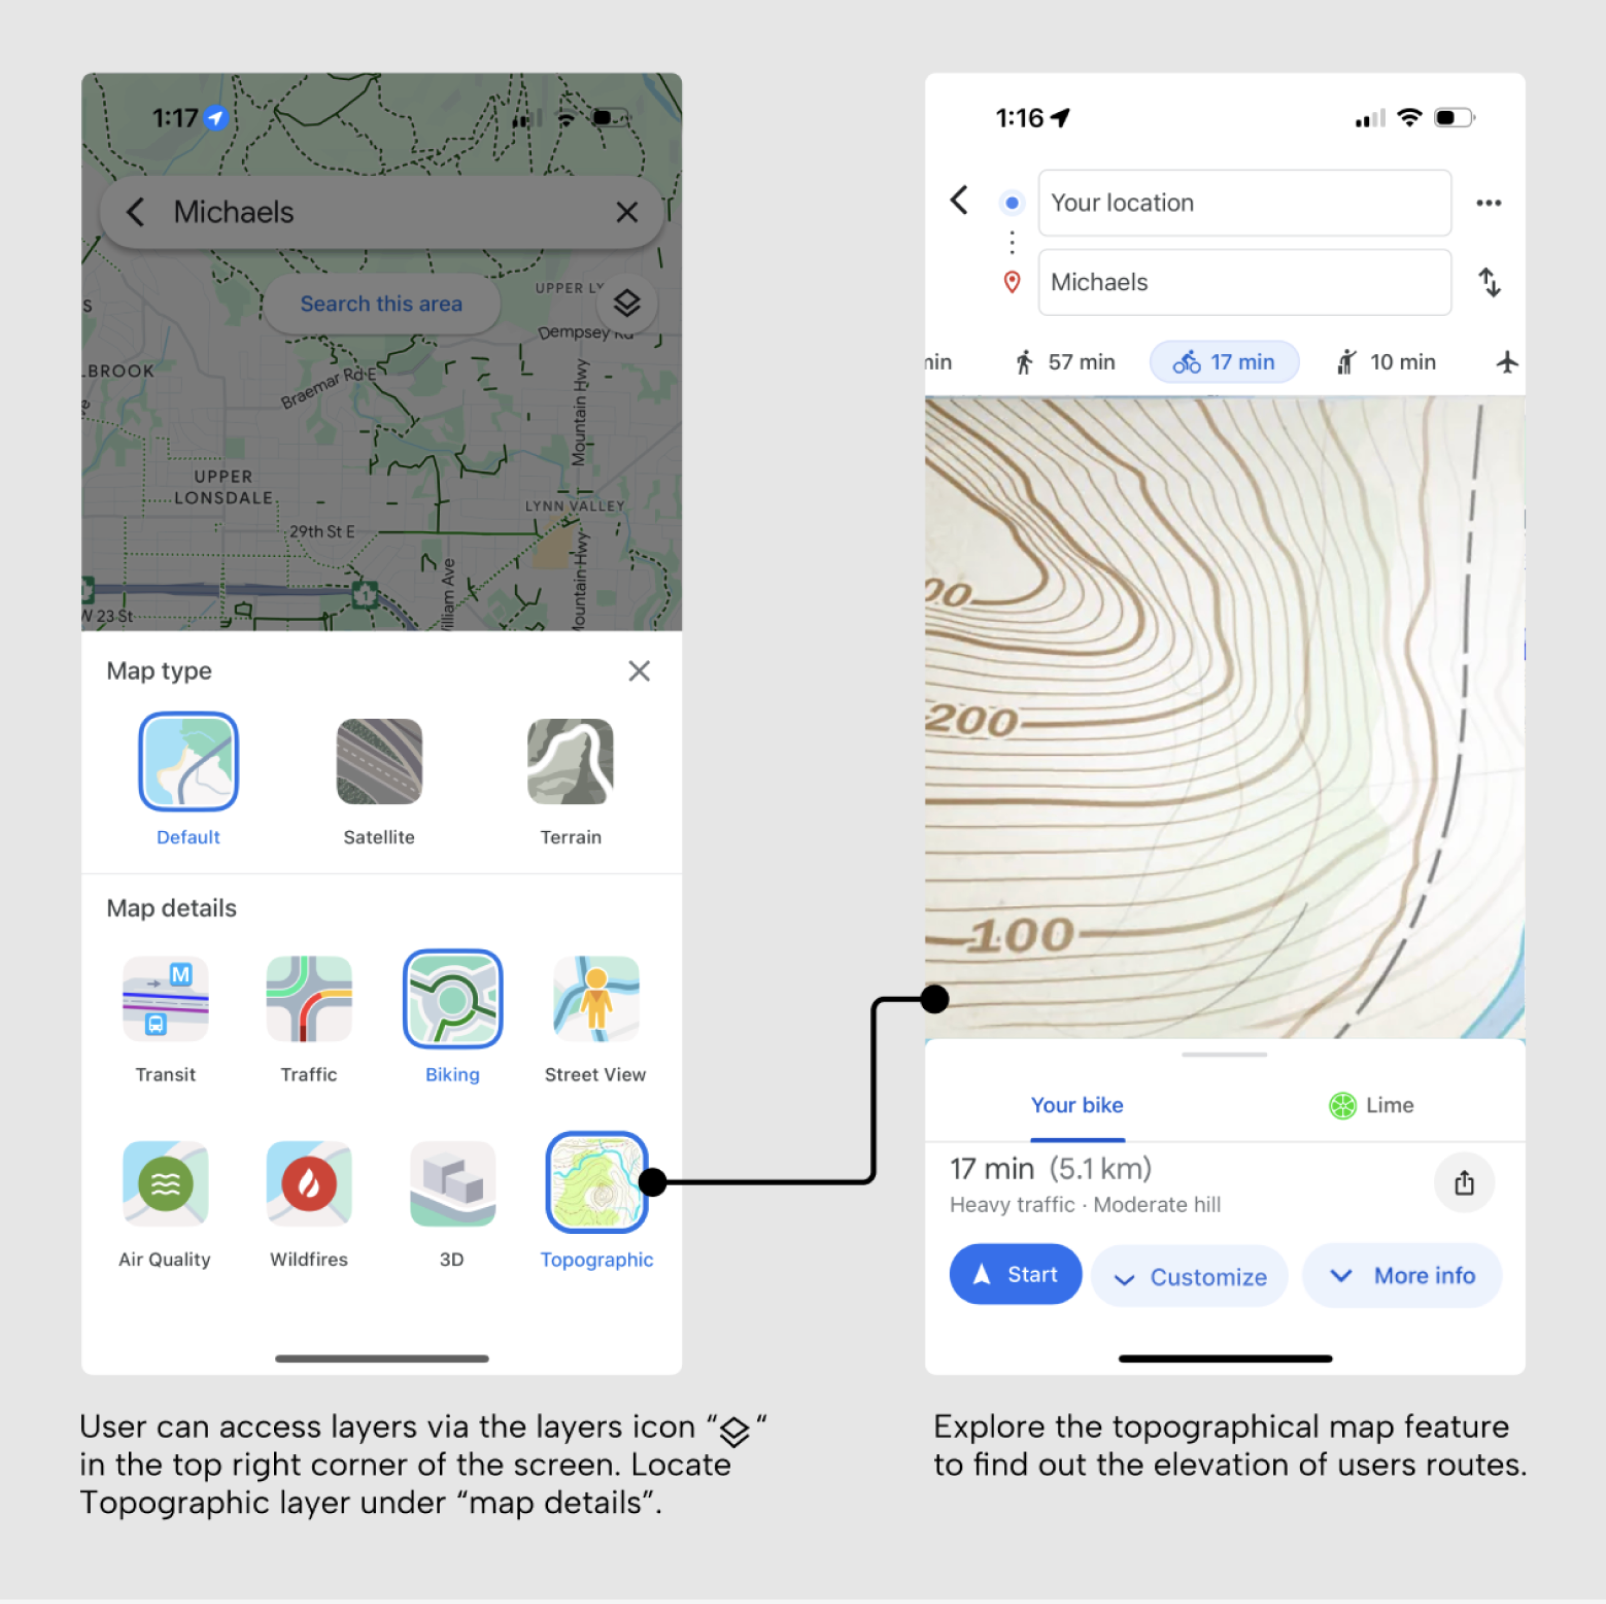 1:17
Michaels
Search this area
UPPER LY
Dempsey Rd
S
LBROOK
Braemar Rd E
Mountain Hwy
UPPER
LONSDALE
29th St E
LYNN VALLEY
Mountain Hwy
illiam Ave
1
W 23 St
Map type
Default
Satellite
Terrain
Map details
M
Transit
Traffic
Biking
Street View
Air Quality
Wildfires
3D
Topographic
User can access layers via the layers icon “ “
in the top right corner of the screen. Locate
Topographic layer under “map details”.
1:16
Your location
Michaels
min
57 min
17 min
10 min
00
200
100
Your bike
Lime
17 min (5.1 km)
Heavy traffic · Moderate hill
Start
Customize
More info
Explore the topographical map feature
to find out the elevation of users routes.